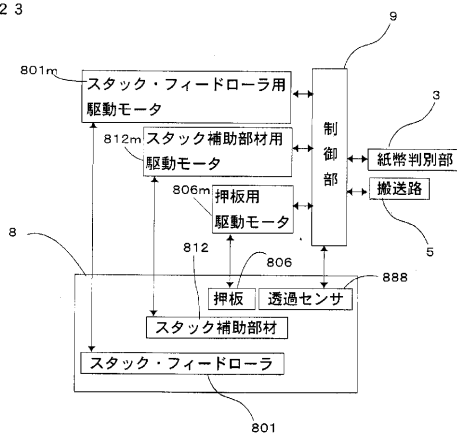 ２３
9
801m
スタック・フィードローラ用
駆動モータ
3
812m
スタック補助部材用
駆動モータ
制御部
紙幣判別部
806m
押板用
駆動モータ
搬送路
5
8
812
806
888
押板
透過センサ
スタック補助部材
スタック・フィードローラ
801